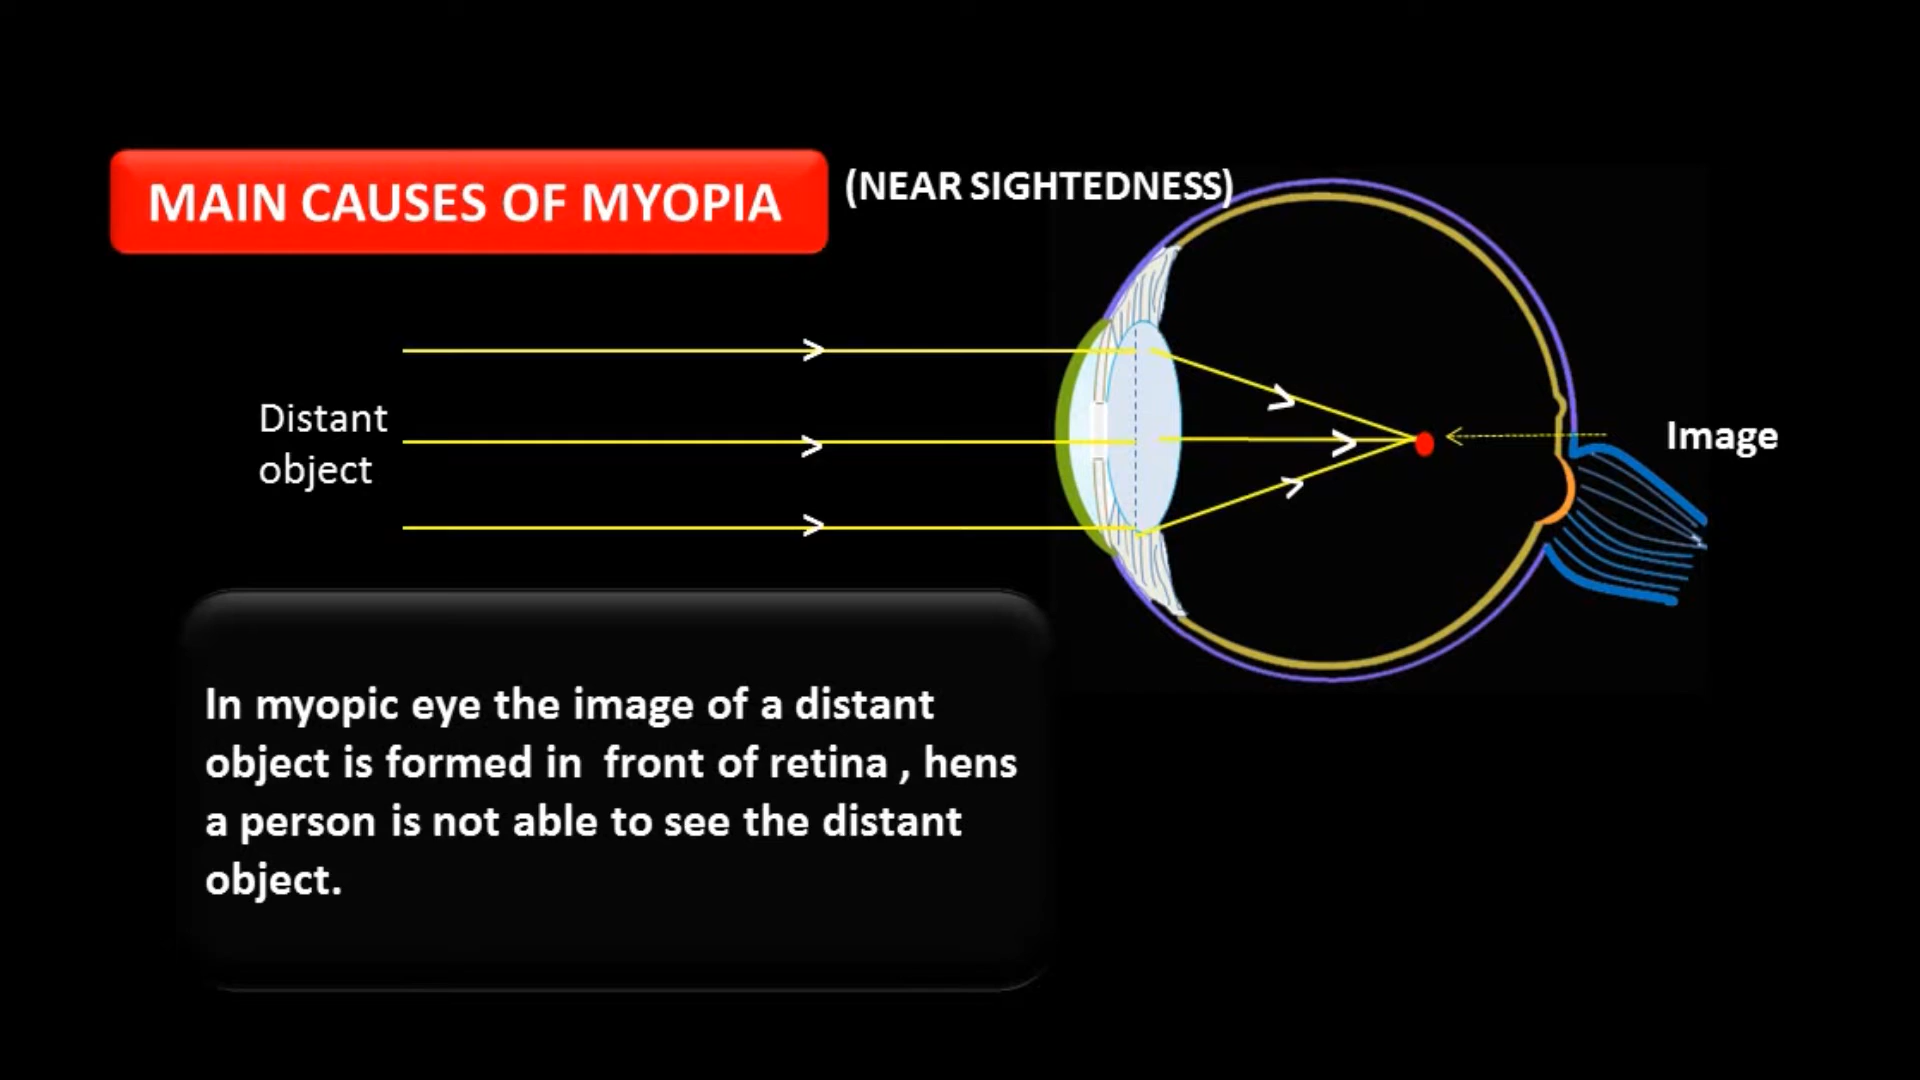 MAIN CAUSES OF MYOPIA
(NEAR SIGHTEDNESS)
Distant
object
Image
In myopic eye the image of a distant
object is formed in  front of retina , hens
a person is not able to see the distant
object.